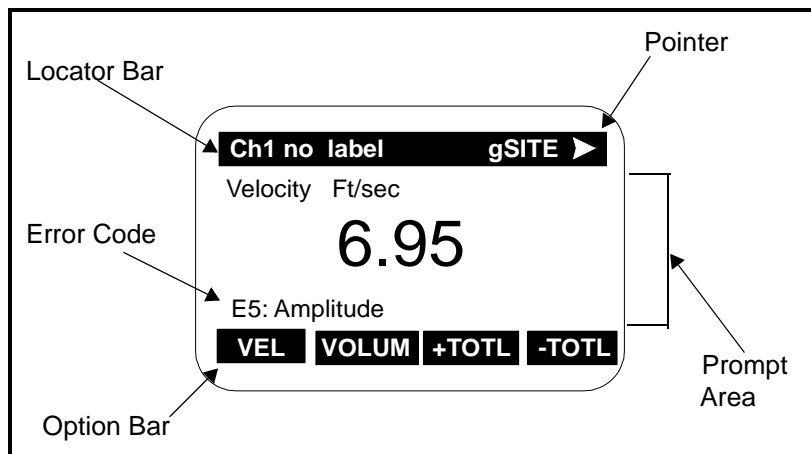 Pointer
Locator Bar
Ch1 no label gSITE
Velocity Ft/sec
6.95
Error Code
E5: Amplitude
VEL VOLUM +TOTL -TOTL
Prompt
Area
Option Bar